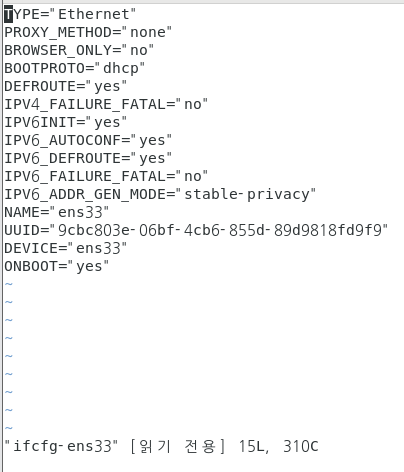 TYPE="Ethernet"
PROXY_METHOD="none"
BROWSER_ONLY="no"
BOOTPROTO="dhcp"
DEFROUTE="yes"
IPV4_FAILURE_FATAL="no"
IPV6INIT="yes"
IPV6_AUTOCONF="yes"
IPV6_DEFROUTE="yes"
IPV6_FAILURE_FATAL="no"
IPV6_ADDR_GEN_MODE="stable-privacy"
NAME="ens33"
UUID="9cbc803e-06bf-4cb6-855d-89d9818fd9f9"
DEVICE="ens33"
ONBOOT="yes"
~
~
~
~
~
~
~
~
~
"ifcfg-ens33" [읽기 전용] 15L, 310C